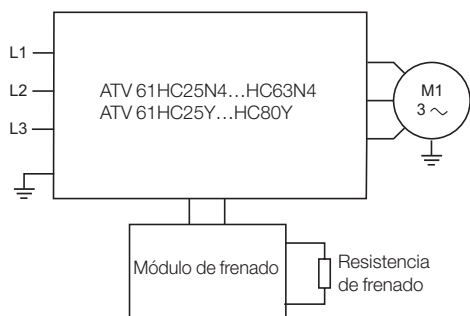 L1
L2
L3
ATV 61HC25N4...HC63N4
ATV 61HC25Y...HC80Y
M1
3 ~
Módulo de frenado
Resistencia
de frenado